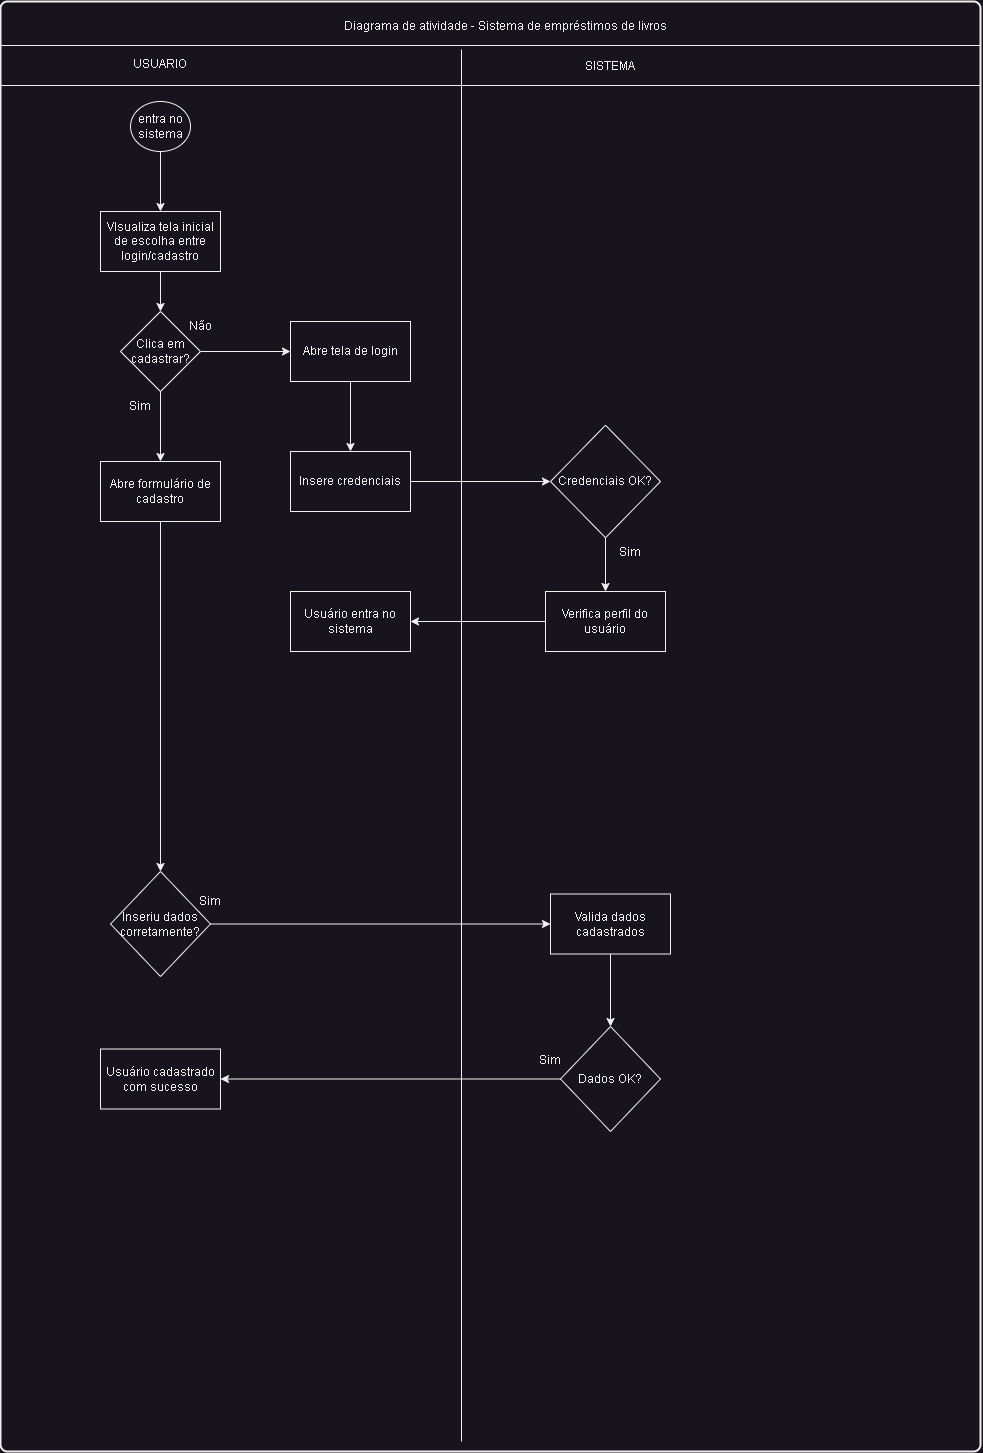 Diagrama de atividade - Sistema de empréstimos de livros
USUARIO
SISTEMA
entra no
sistema
VIsualiza tela inicial
de escolha entre
login/cadastro
Não
Clica em
cadastrar?
Abre tela de login
Sim
Abre formulário de
cadastro
Insere credenciais
Credenciais OK?
Sim
Usuário entra no
sistema
Verifica perfil do
usuário
Sim
Inseriu dados
corretamente?
Valida dados
cadastrados
Sim
Usuário cadastrado
com sucesso
Dados OK?